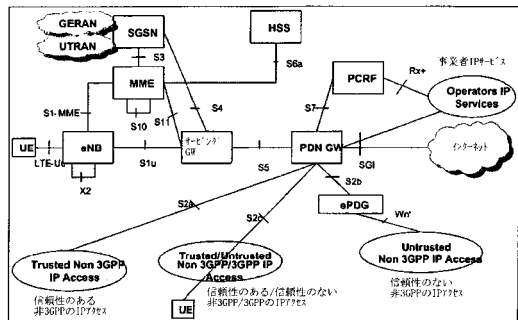 GERAN
UTRAN
SGSN
HSS
S3
MME
S6a
S4
事業者IPサービス
PCRF
Rx+
Operators IP
Services
S1-MME
S10
S11
S7
UE
LTE-Uu
eNB
X2
S1u
サービング
GW
S5
PDN GW
SGI
インターネット
S2b
ePDG
Wn'
S2a
S2c
Trusted Non 3GPP
IP Access
信頼性のある
非3GPPのIPアクセス
Trusted/Untrusted
Non 3GPP/3GPP IP
Access
UE
信頼性のある/信頼性のない
非3GPP/3GPPのIPアクセス
Untrusted
Non 3GPP IP Access
信頼性のない
非3GPPのIPアクセス